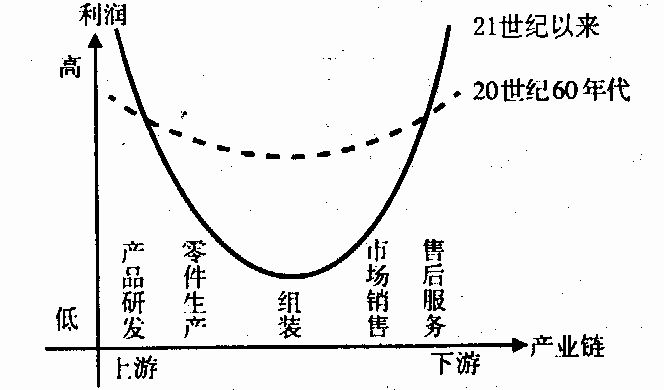 利润
21世纪以来
高
20世纪60年代
产品研发
零件生产
组装
市场销售
售后服务
低
产业链
上游
下游